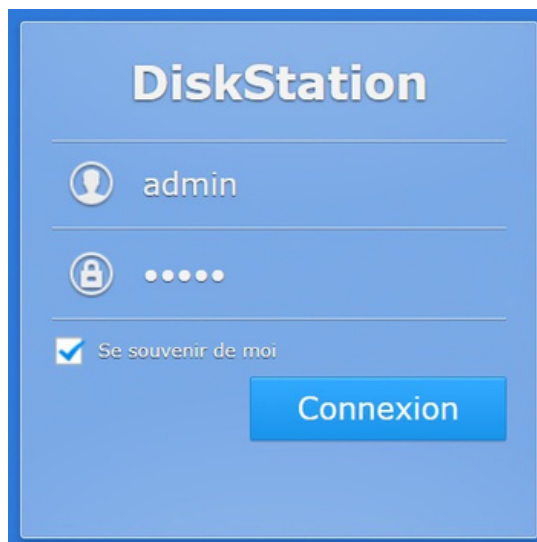 DiskStation
admin
•••••
Se souvenir de moi
Connexion